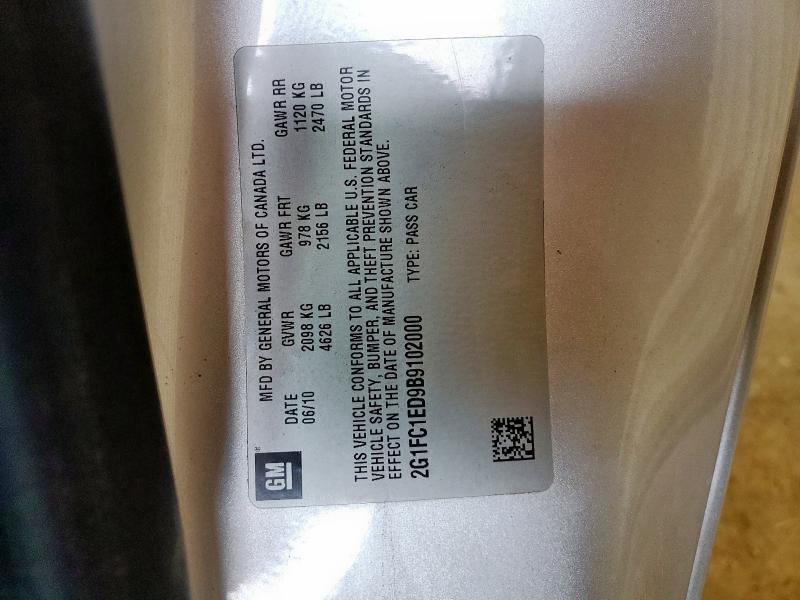 GM
®
MFD BY GENERAL MOTORS OF CANADA LTD.
DATE GVWR GAWR FRT GAWR RR
06/10 2098 KG 978 KG 1120 KG
4626 LB 2156 LB 2470 LB
THIS VEHICLE CONFORMS TO ALL APPLICABLE U.S. FEDERAL MOTOR
VEHICLE SAFETY, BUMPER, AND THEFT PREVENTION STANDARDS IN
EFFECT ON THE DATE OF MANUFACTURE SHOWN ABOVE.
2G1FC1ED9B9102000 TYPE: PASS CAR